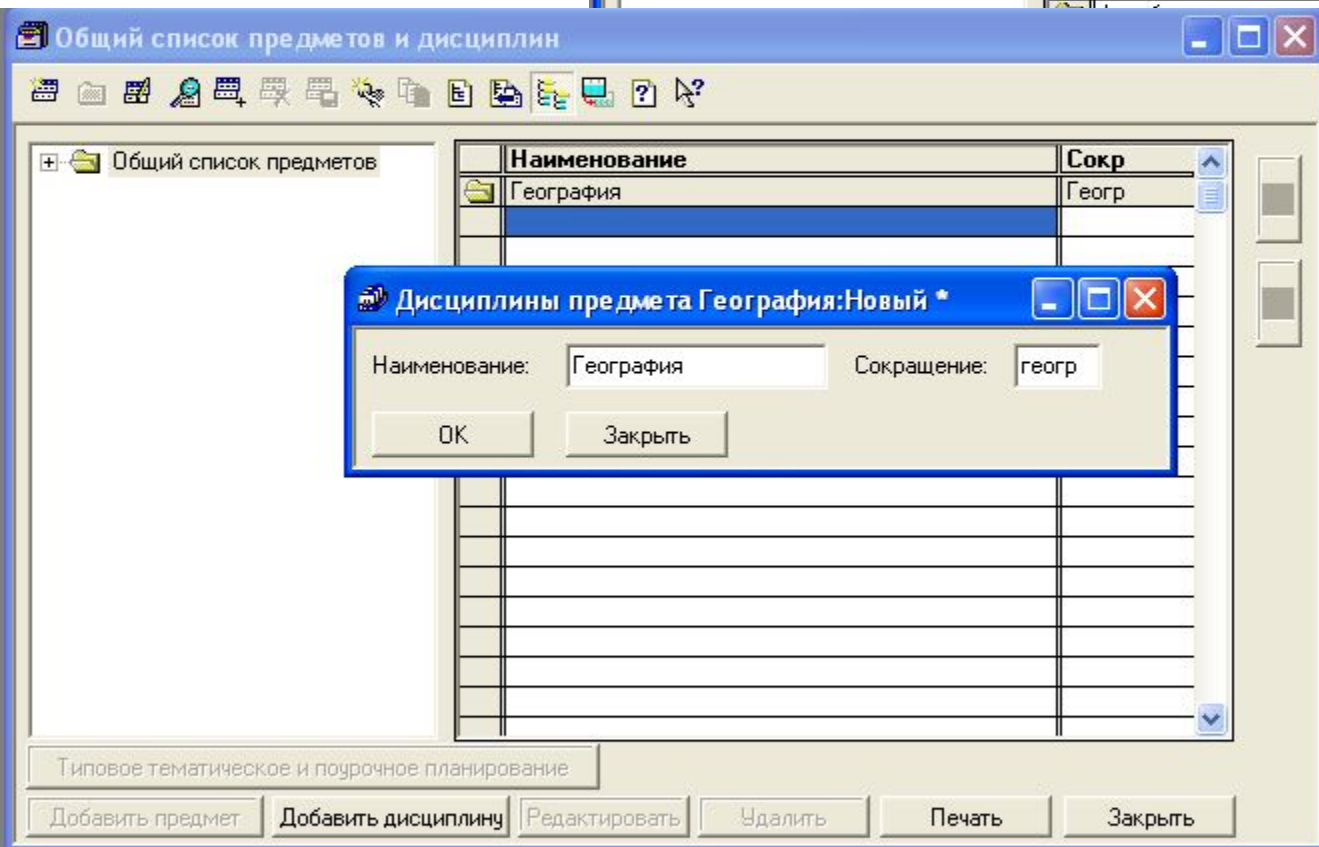 Общий список предметов и дисциплин
Общий список предметов
Наименование Сокр
География Геогр
Дисциплины предмета География:Новый *
Наименование: География Сокращение: геогр
OK Закрыть
Типовое тематическое и поурочное планирование
Добавить предмет Добавить дисциплину Редактировать Удалить Печать Закрыть